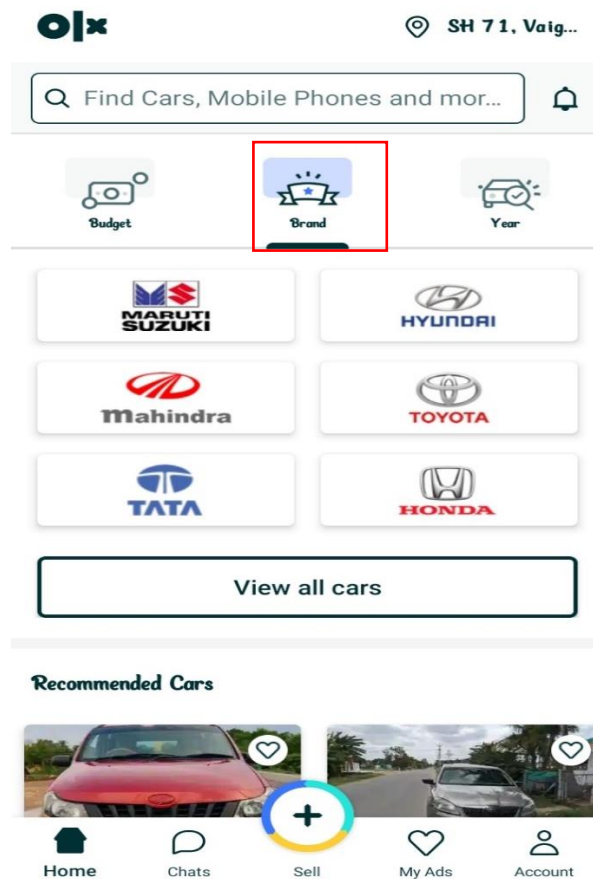 olx
SH 71, Vaig...
Find Cars, Mobile Phones and mor...
Budget Brand Year
MARUTI
SUZUKI
HYUNDAI
Mahindra
TOYOTA
TATA
HONDA
View all cars
Recommended Cars
Home Chats Sell My Ads Account